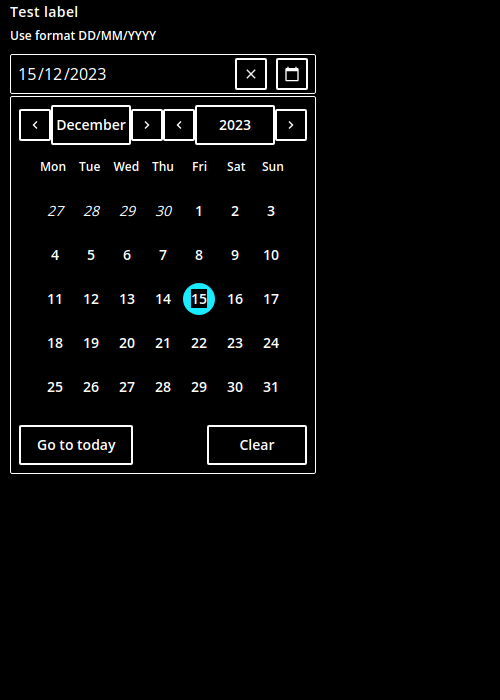 Test label
Use format DD/MM/YYYY
15/12/2023
December 2023
Mon Tue Wed Thu Fri Sat Sun
27 28 29 30 1 2 3
4 5 6 7 8 9 10
11 12 13 14 15 16 17
18 19 20 21 22 23 24
25 26 27 28 29 30 31
Go to today Clear